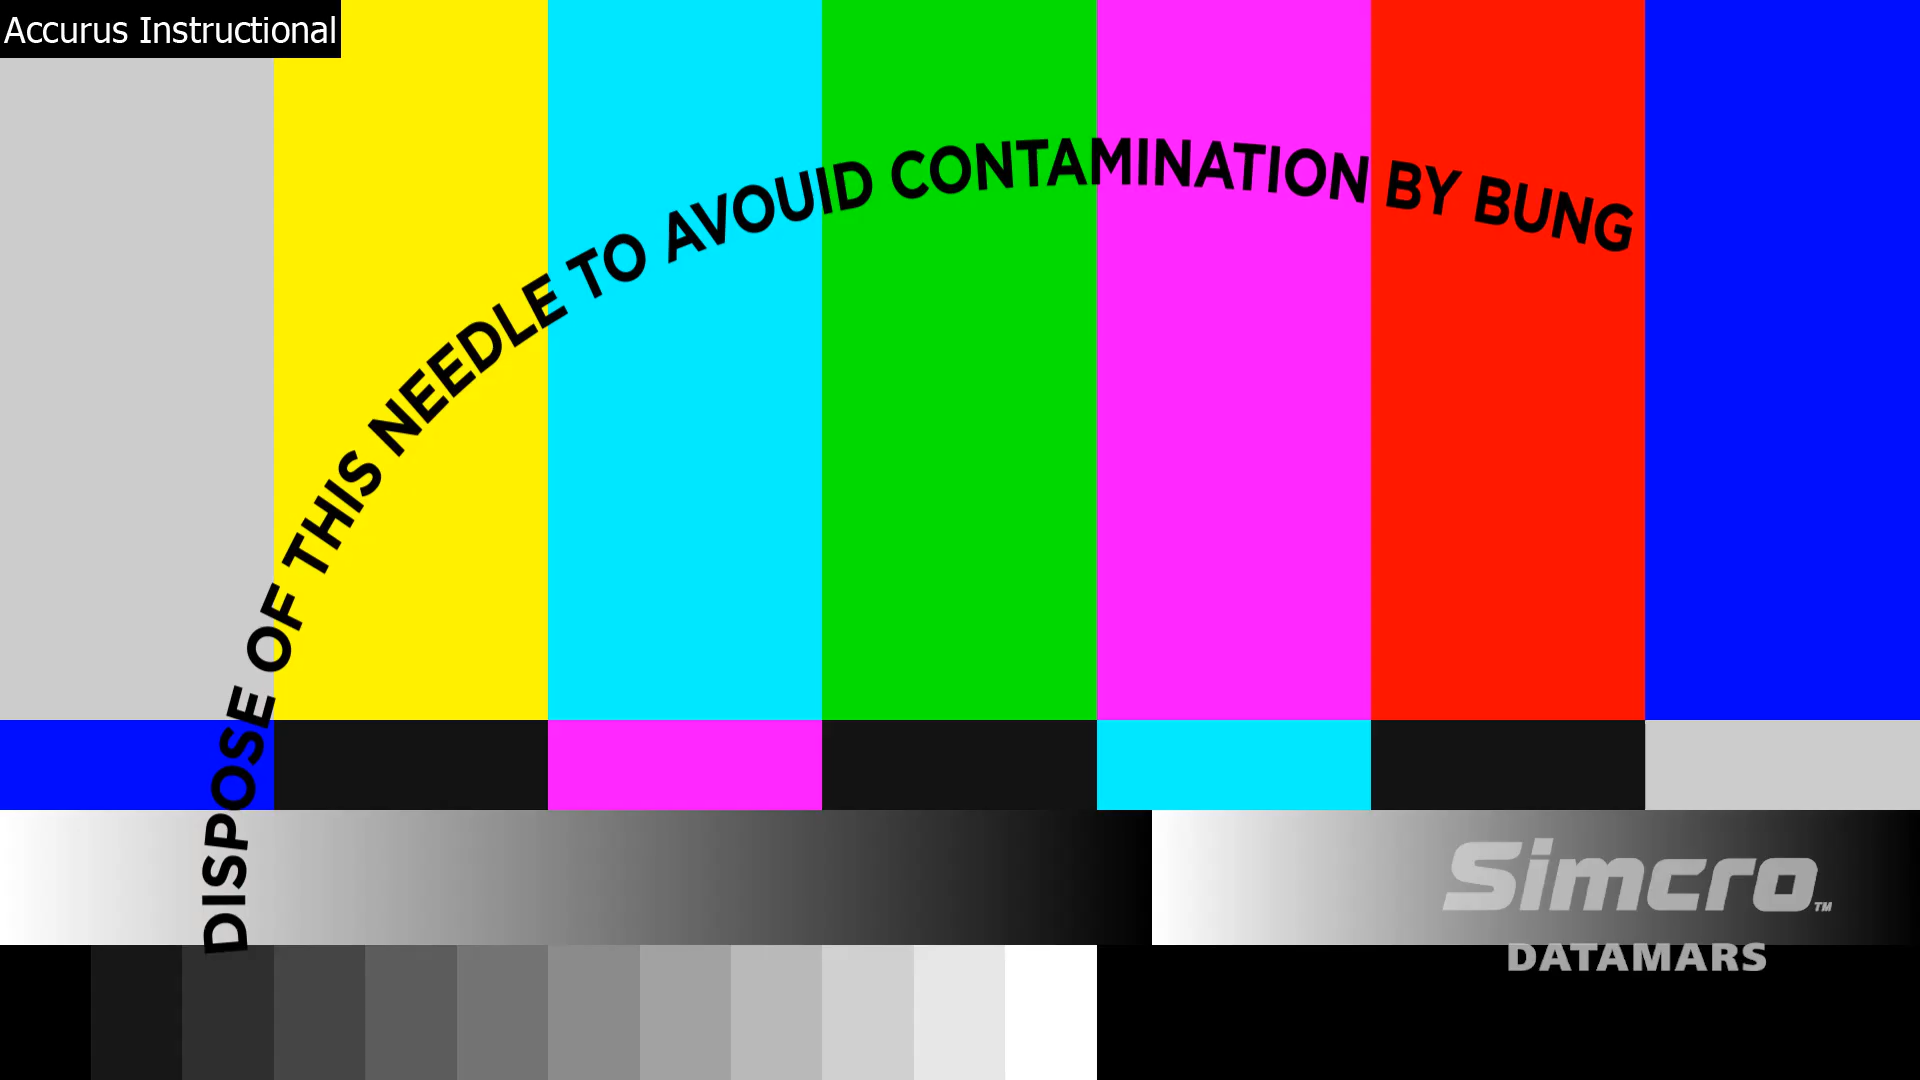 Accurus Instructional
DISPOSE OF THIS NEEDLE TO AVOUID CONTAMINATION BY BUNG
Simcro™
DATAMARS